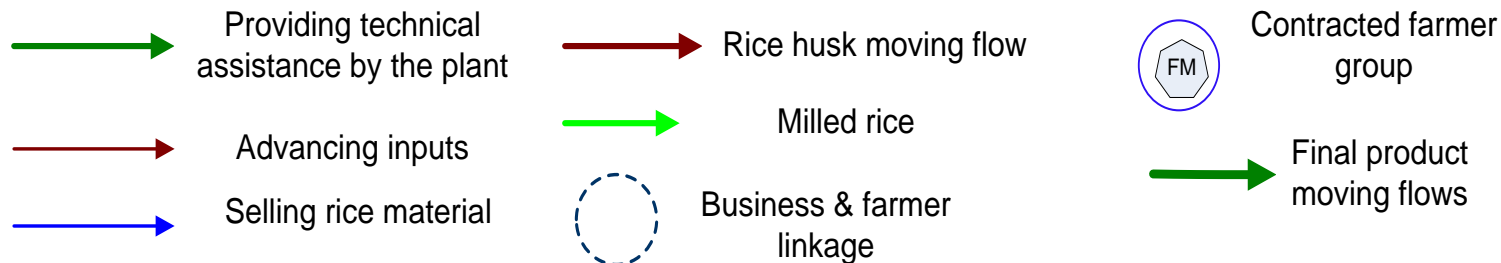 Providing technical
assistance by the plant
Advancing inputs
Selling rice material
Rice husk moving flow
Milled rice
Business & farmer
linkage
FM
Contracted farmer
group
Final product
moving flows